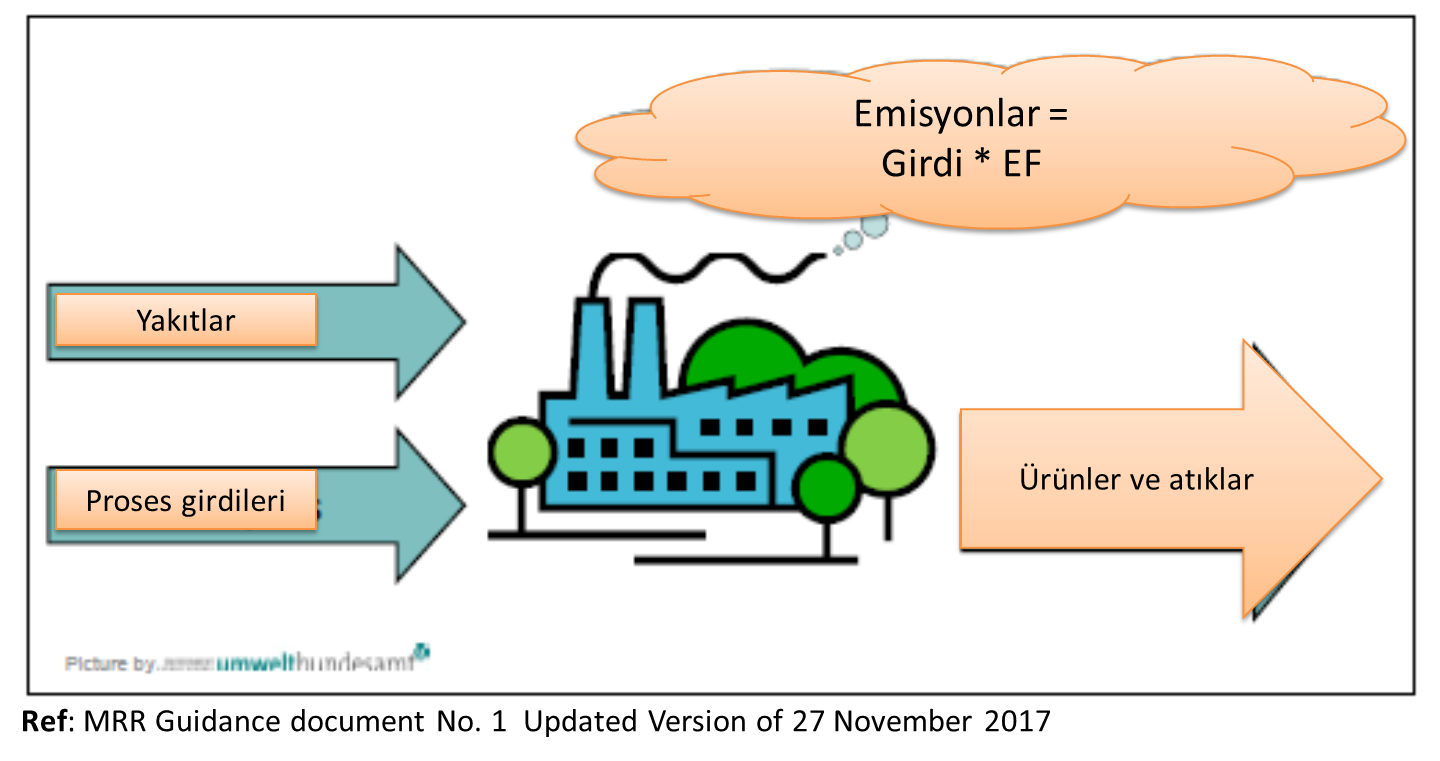 Emisyonlar =
Girdi * EF
Yakıtlar
Proses girdileri
Ürünler ve atıklar
Picture by umwelthundesamt
Ref: MRR Guidance document No. 1 Updated Version of 27 November 2017